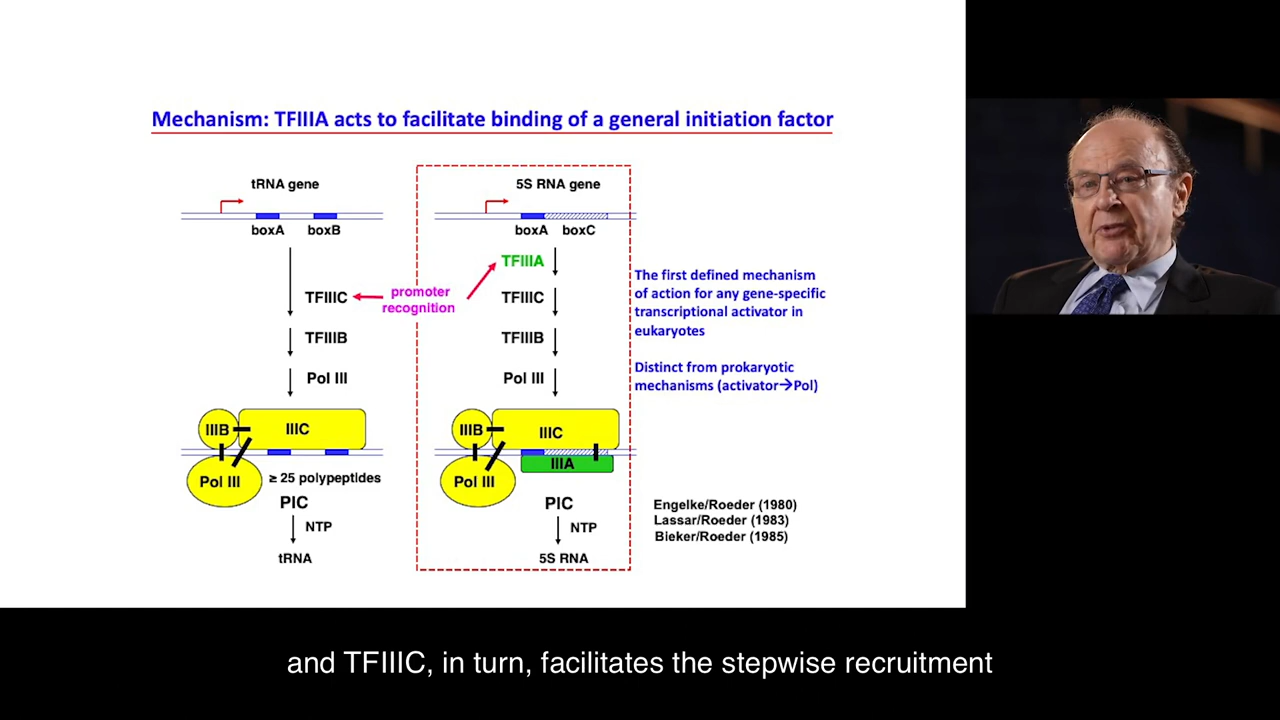 Mechanism: TFIIIA acts to facilitate binding of a general initiation factor
tRNA gene
boxA
boxB
TFIIIC
TFIIIB
Pol III
IIIB
IIIC
Pol III
≥ 25 polypeptides
PIC
NTP
tRNA
promoter
recognition
5S RNA gene
boxA
boxC
TFIIIA
TFIIIC
TFIIIB
Pol III
IIIB
IIIC
IIIA
Pol III
PIC
NTP
5S RNA
The first defined mechanism
of action for any gene-specific
transcriptional activator in
eukaryotes
Distinct from prokaryotic
mechanisms (activator→Pol)
Engelke/Roeder (1980)
Lassar/Roeder (1983)
Bieker/Roeder (1985)
and TFIIIC, in turn, facilitates the stepwise recruitment